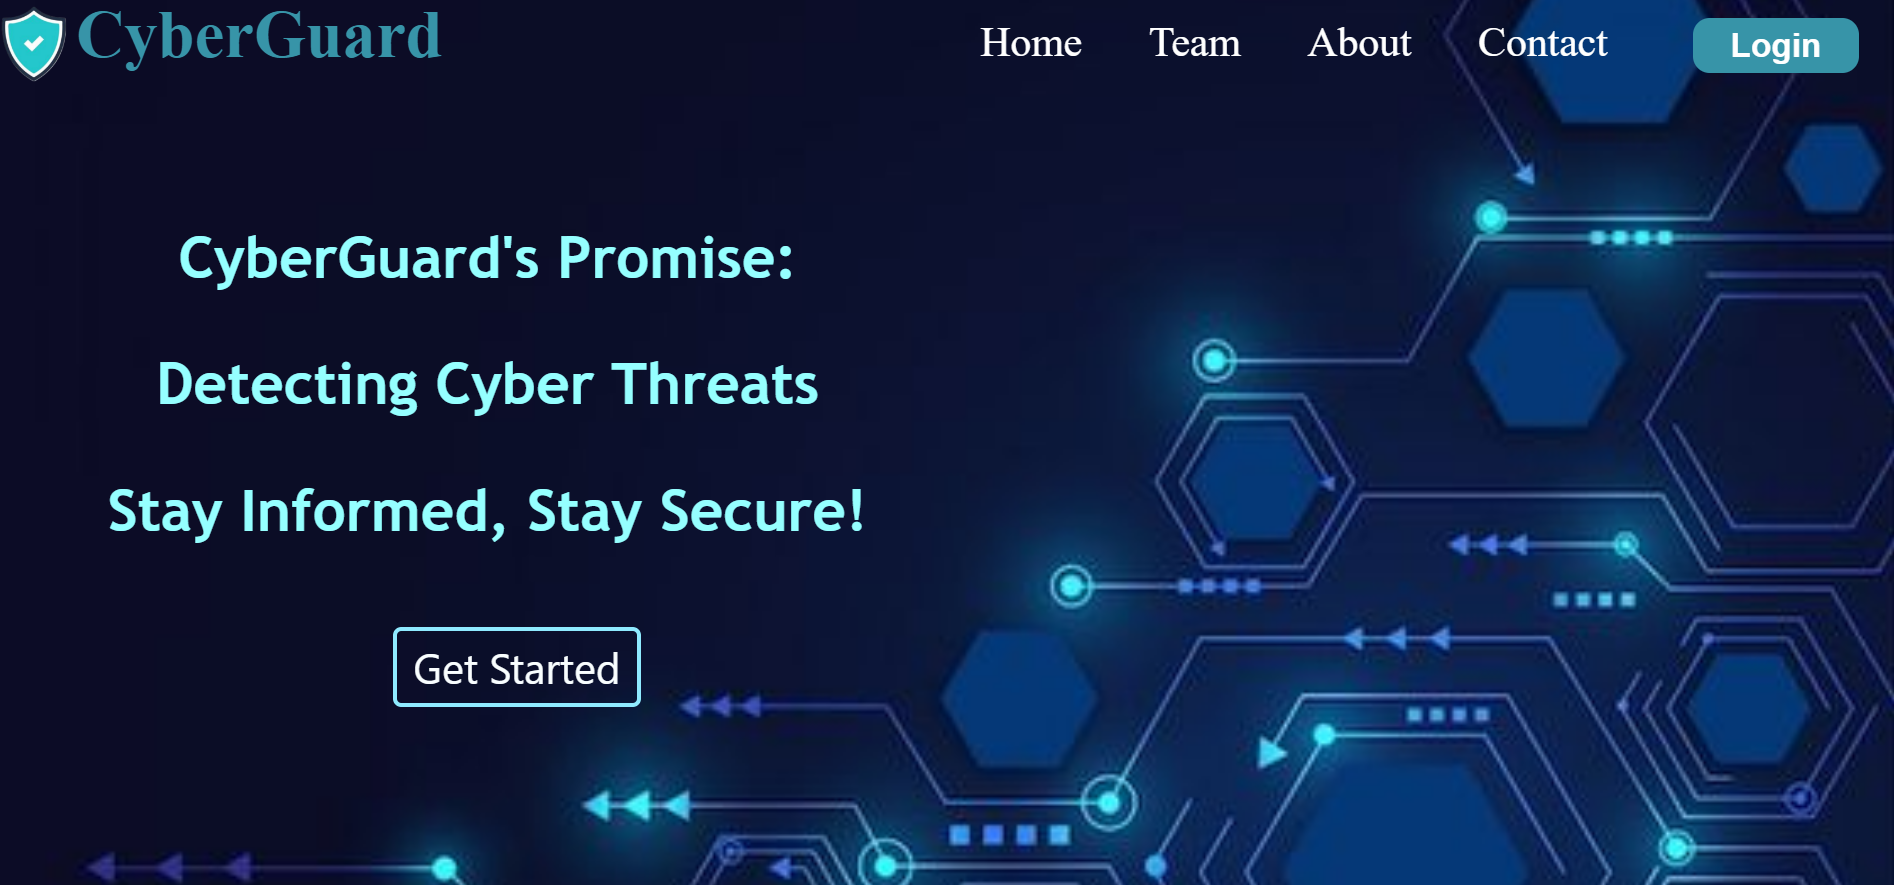 CyberGuard
Home Team About Contact Login
CyberGuard's Promise:
Detecting Cyber Threats
Stay Informed, Stay Secure!
Get Started